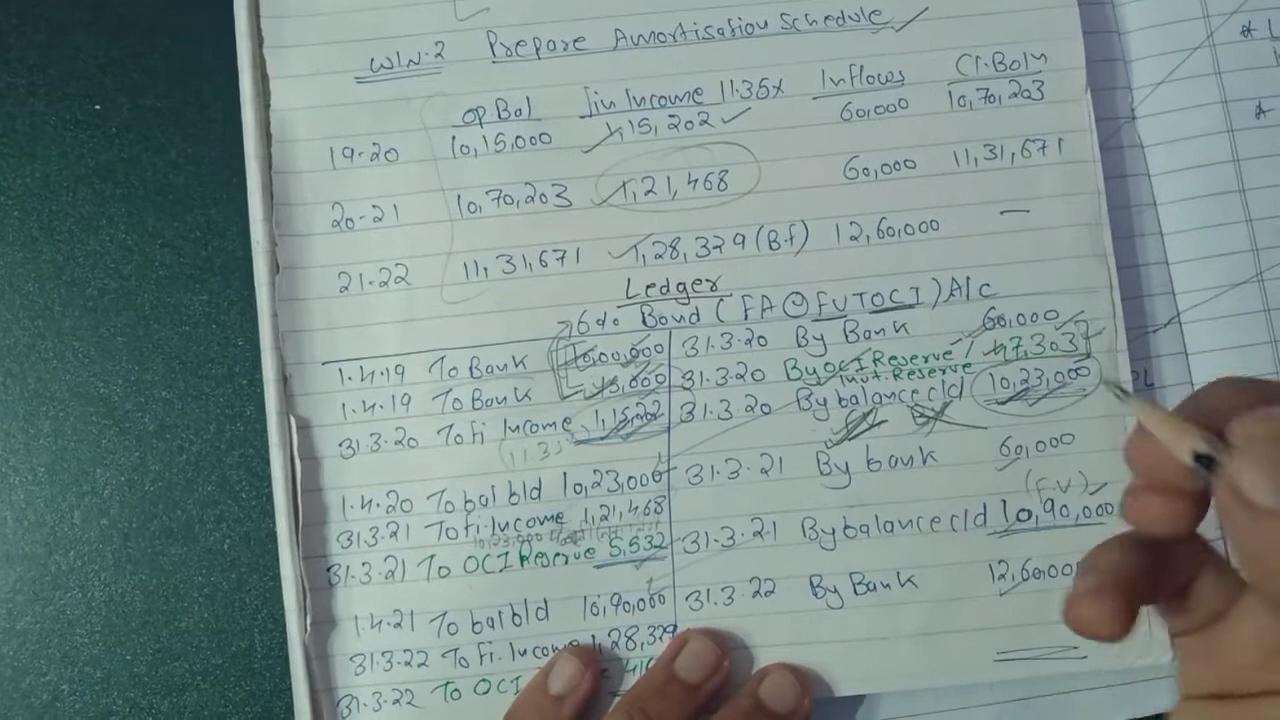 W.N.2 Prepare Amortisation Schedule
op.Bal Iin Income 11.35% Inflows Cl.Baln
19-20 10,15,000 1,15,202 60,000 10,70,203
20-21 10,70,203 1,21,468 60,000 11,31,671
21-22 11,31,671 1,28,329 (B.f) 12,60,000 —
Ledger
6% Bond (FA @ FVTOCI) A/C
1.4.19 To Bank 10,00,000 31.3.20 By Bank 60,000
1.4.19 To Bank 15,000 31.3.20 By OCI Reserve / 47,303
Invt. Reserve
31.3.20 To Fi Income 1,15,202 31.3.20 By balance c/d 10,23,000
1.4.20 To bal b/d 10,23,000 31.3.21 By bank 60,000
31.3.21 To Fi.Income 1,21,468 (F.V)
31.3.21 To OCI Reserve 5,532 31.3.21 By balance c/d 10,90,000
1.4.21 To bal b/d 10,90,000 31.3.22 By Bank 12,60,000
31.3.22 To Fi.Income 1,28,329
31.3.22 To OCI